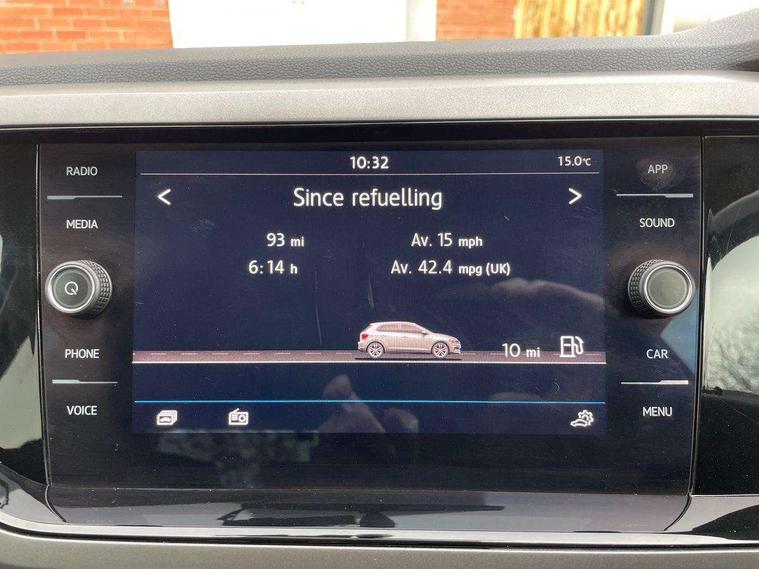 RADIO
MEDIA
PHONE
VOICE
10:32
15.0°C
< Since refuelling >
93 mi
Av. 15 mph
6:14 h
Av. 42.4 mpg (UK)
10 mi
APP
SOUND
CAR
MENU